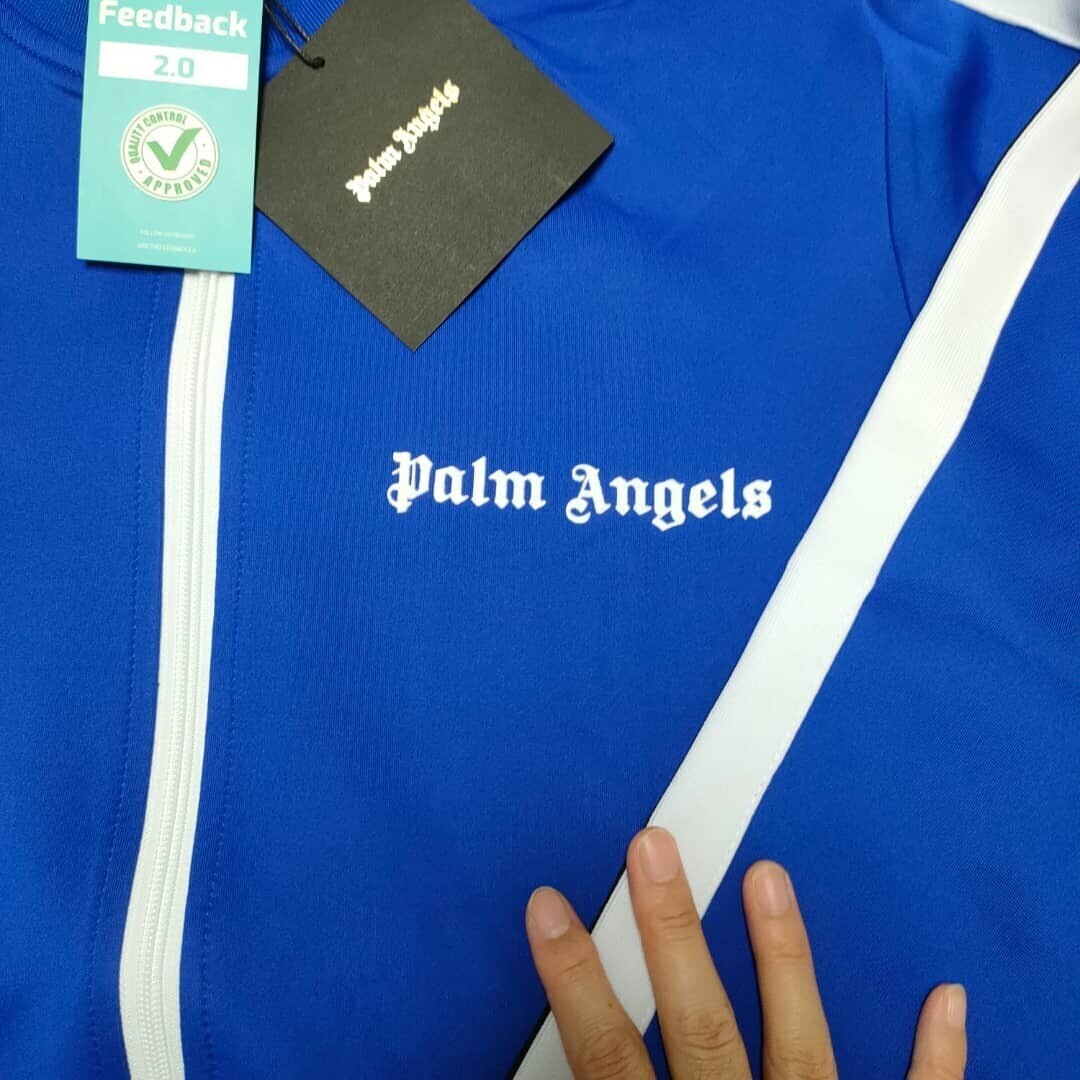 Feedback
2.0
QUALITY CONTROL
APPROVED
Palm Angels
Palm Angels